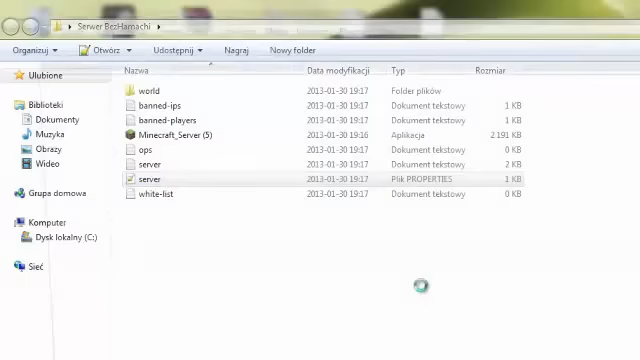 Serwer BezHamachi
Organizuj Otwórz Udostępnij Nagraj Nowy folder
Ulubione
Biblioteki
Dokumenty
Muzyka
Obrazy
Wideo
Grupa domowa
Komputer
Dysk lokalny (C:)
Sieć
Nazwa Data modyfikacji Typ Rozmiar
world 2013-01-30 19:17 Folder plików
banned-ips 2013-01-30 19:17 Dokument tekstowy 1 KB
banned-players 2013-01-30 19:17 Dokument tekstowy 1 KB
Minecraft_Server (5) 2013-01-30 19:16 Aplikacja 2 191 KB
ops 2013-01-30 19:17 Dokument tekstowy 0 KB
server 2013-01-30 19:17 Dokument tekstowy 2 KB
server 2013-01-30 19:17 Plik PROPERTIES 1 KB
white-list 2013-01-30 19:17 Dokument tekstowy 0 KB